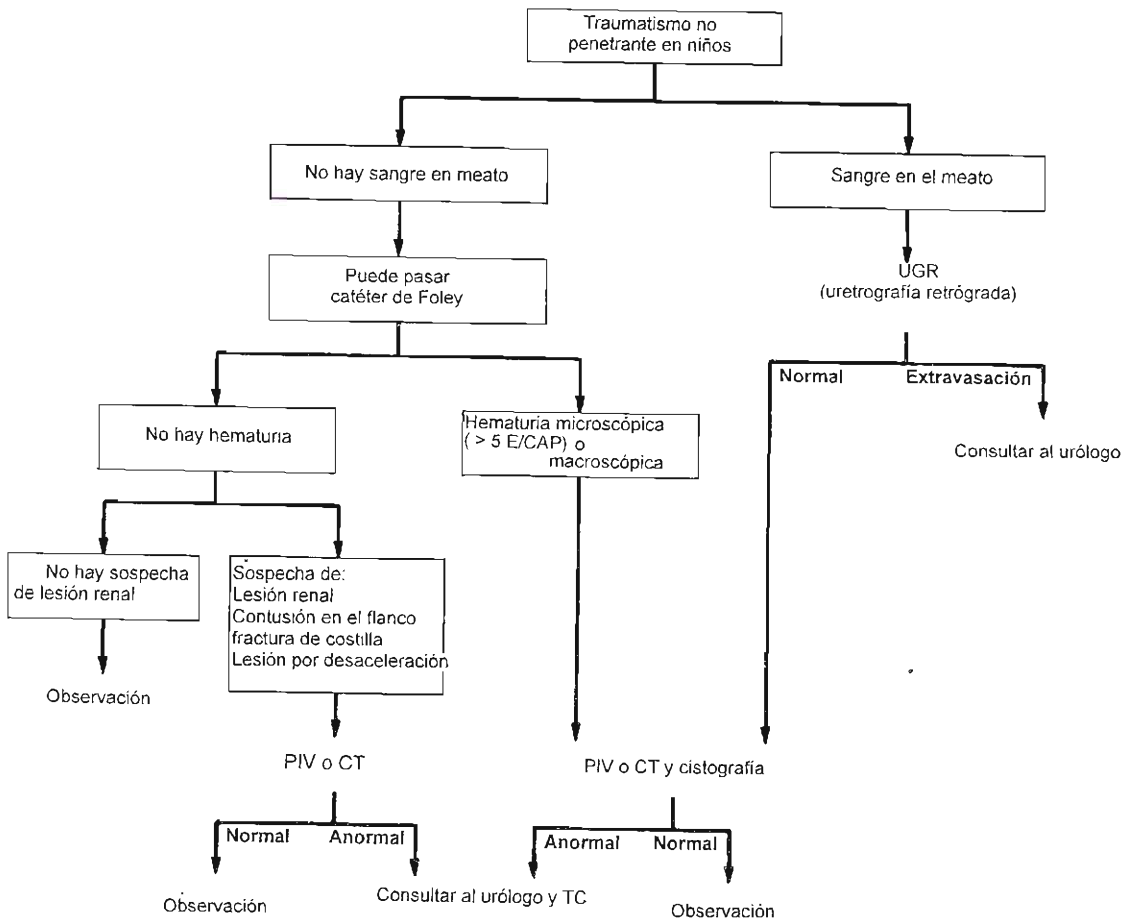 Traumatismo no
penetrante en niños
No hay sangre en meato
Sangre en el meato
Puede pasar
catéter de Foley
UGR
(uretrografía retrógrada)
Normal
Extravasación
No hay hematuria
Hematuria microscópica
( > 5 E/CAP) o
macroscópica
Consultar al urólogo
No hay sospecha
de lesión renal
Sospecha de:
Lesión renal
Contusión en el flanco
fractura de costilla
Lesión por desaceleración
Observación
PIV o CT
PIV o CT y cistografía
Normal
Anormal
Anormal
Normal
Observación
Consultar al urólogo y TC
Observación